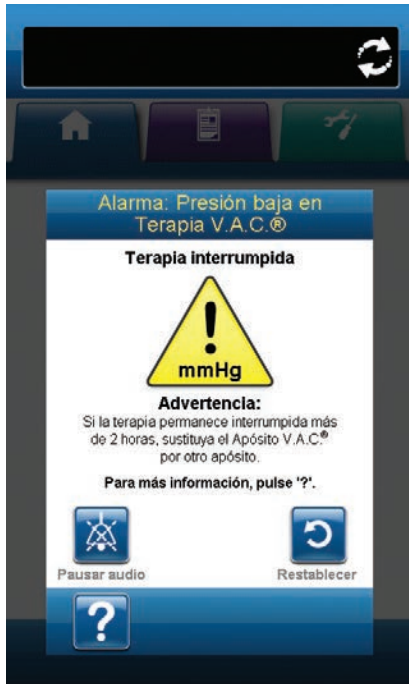 Alarma: Presión baja en
Terapia V.A.C.®
Terapia interrumpida
!
mmHg
Advertencia:
Si la terapia permanece interrumpida más
de 2 horas, sustituya el Apósito V.A.C.®
por otro apósito.
Para más información, pulse '?'.
Pausar audio
Restablecer
?